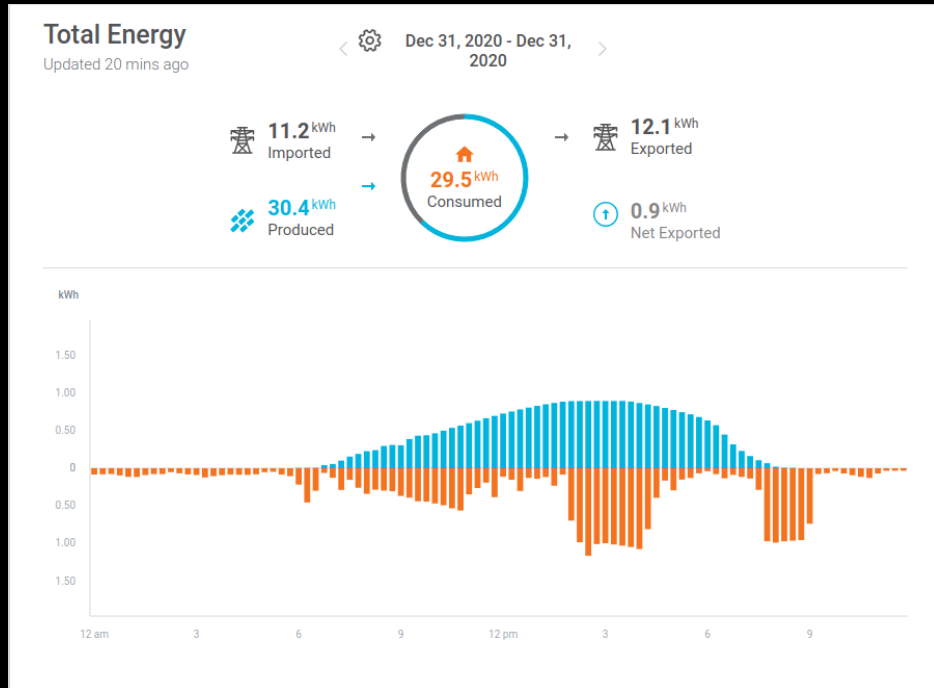 Total Energy
Updated 20 mins ago
Dec 31, 2020 - Dec 31,
2020
11.2 kWh
Imported
30.4 kWh
Produced
29.5 kWh
Consumed
12.1 kWh
Exported
0.9 kWh
Net Exported
kWh
1.50
1.00
0.50
0
0.50
1.00
1.50
12 am 3 6 9 12 pm 3 6 9